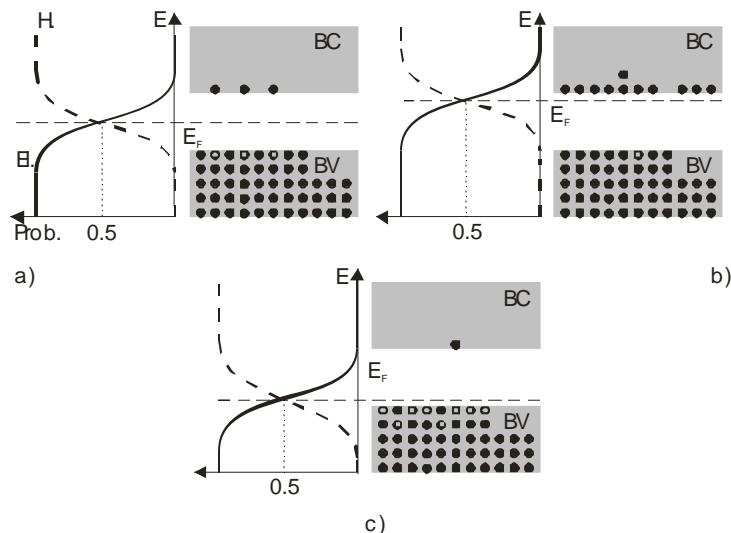 H. E BC
E_F
El. BV
Prob. 0.5
a)
E BC
E_F
BV
0.5
b)
E BC
E_F
BV
0.5
c)